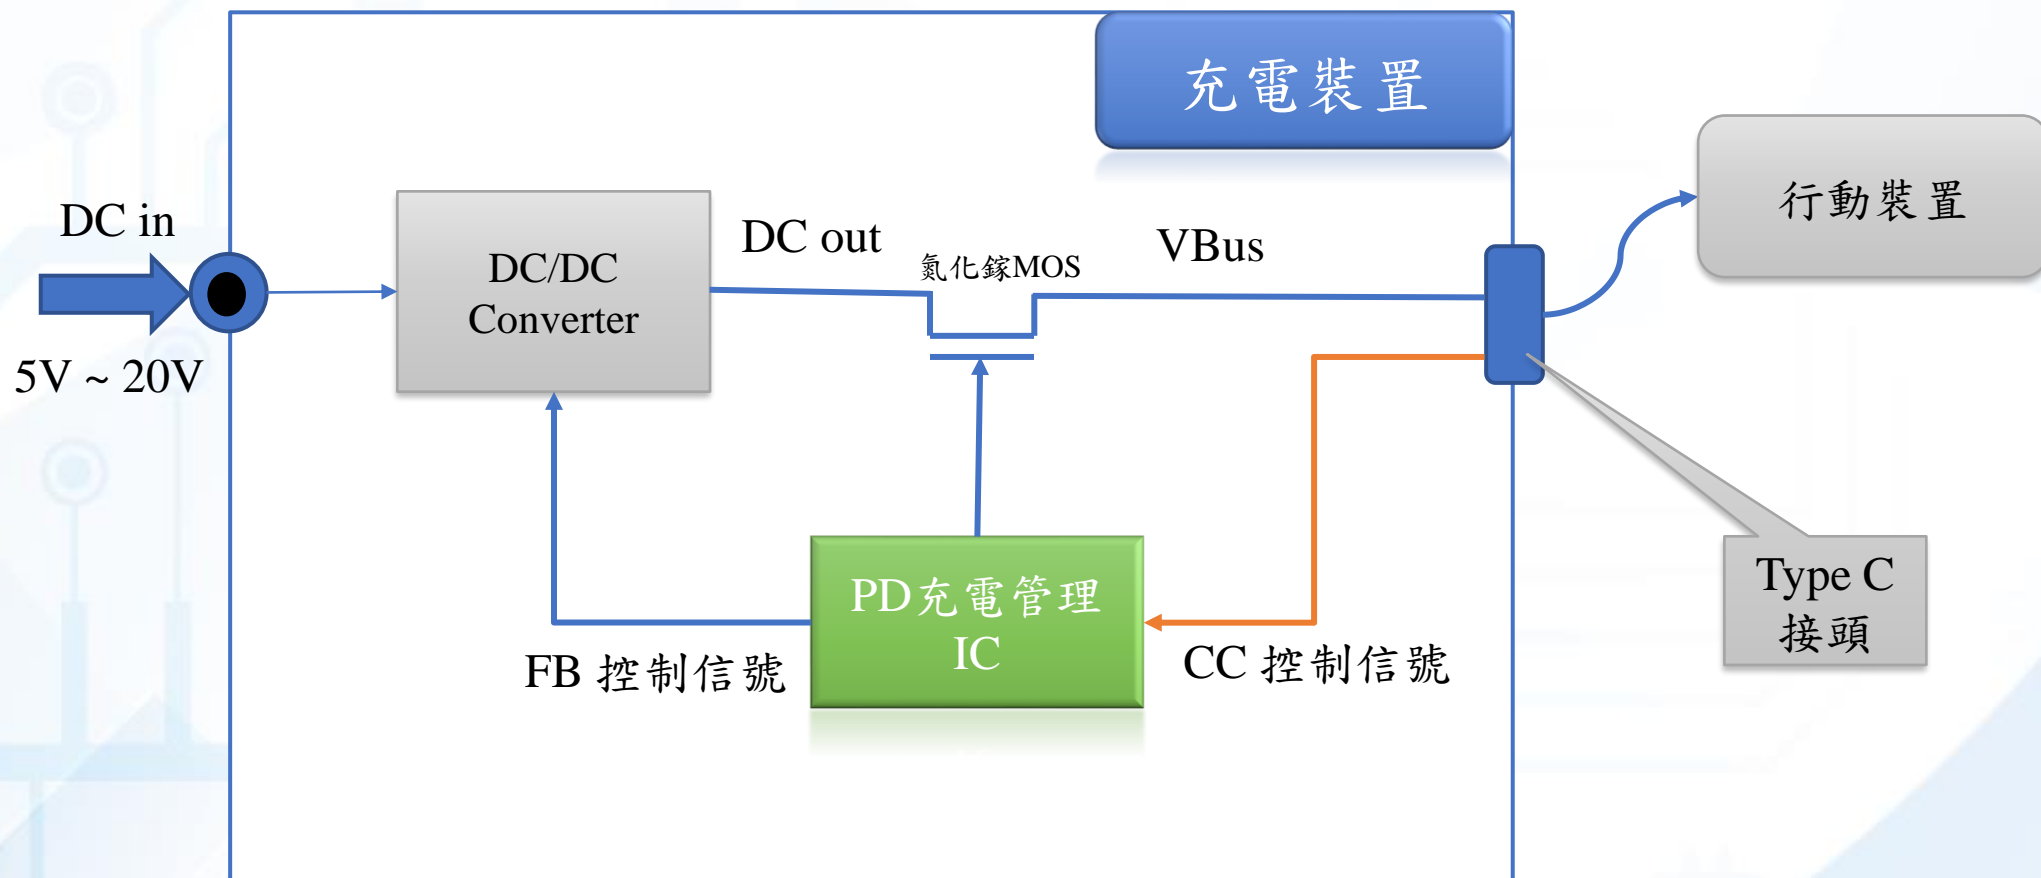 充電裝置
行動裝置
DC in
5V ~ 20V
DC/DC
Converter
DC out
氮化鎵MOS
VBus
PD充電管理
IC
FB 控制信號
CC 控制信號
Type C
接頭